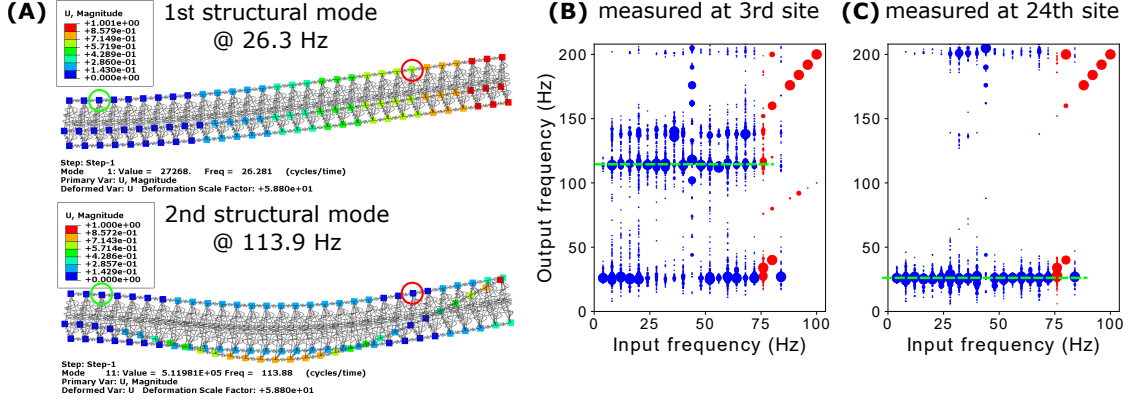 (A)
U, Magnitude
+1.001e+00
+8.579e-01
+7.149e-01
+5.719e-01
+4.289e-01
+2.860e-01
+1.430e-01
+0.000e+00
1st structural mode
@ 26.3 Hz
Step: Step-1
Mode 1: Value = 27268. Freq = 26.281 (cycles/time)
Primary Var: U, Magnitude
Deformed Var: U Deformation Scale Factor: +5.880e+01
U, Magnitude
+1.000e+00
+8.572e-01
+7.143e-01
+5.714e-01
+4.286e-01
+2.857e-01
+1.429e-01
+0.000e+00
2nd structural mode
@ 113.9 Hz
Step: Step-1
Mode 11: Value = 5.11981E+05 Freq = 113.88 (cycles/time)
Primary Var: U, Magnitude
Deformed Var: U Deformation Scale Factor: +5.880e+01
(B) measured at 3rd site
Output frequency (Hz)
200
150
100
50
0
0 25 50 75 100
Input frequency (Hz)
(C) measured at 24th site
200
150
100
50
0
0 25 50 75 100
Input frequency (Hz)